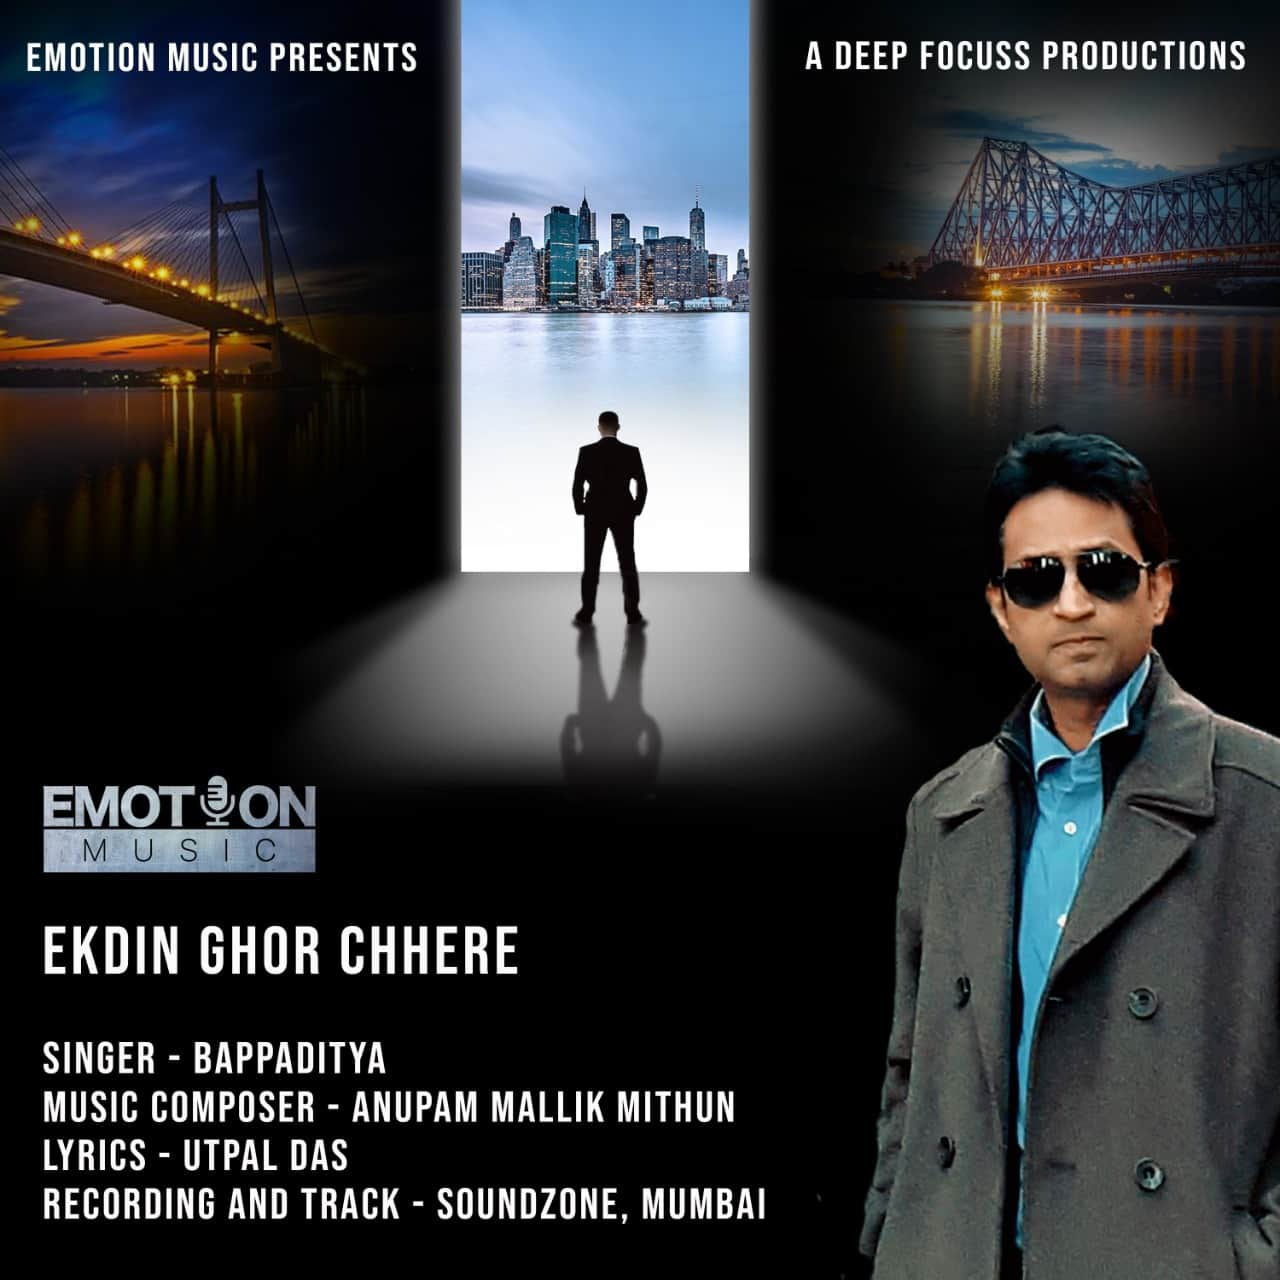 EMOTION MUSIC PRESENTS
A DEEP FOCUSS PRODUCTIONS
EMOTION
MUSIC
EKDIN GHOR CHHERE
SINGER - BAPPADITYA
MUSIC COMPOSER - ANUPAM MALLIK MITHUN
LYRICS - UTPAL DAS
RECORDING AND TRACK - SOUNDZONE, MUMBAI